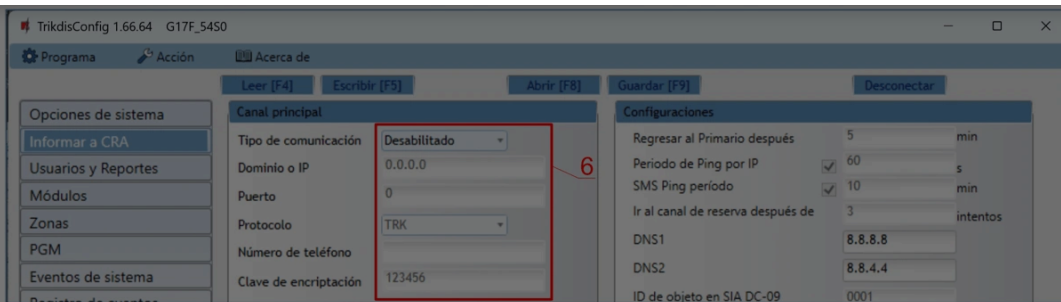 TrikdisConfig 1.66.64 G17F_54S0
Programa Acción Acerca de
Leer [F4] Escribir [F5] Abrir [F8] Guardar [F9] Desconectar
Opciones de sistema
Informar a CRA
Usuarios y Reportes
Módulos
Zonas
PGM
Eventos de sistema
Registro de eventos
Canal principal
Tipo de comunicación Desabilitado
Dominio o IP 0.0.0.0
Puerto 0
Protocolo TRK
Número de teléfono
Clave de encriptación 123456
6
Configuraciones
Regresar al Primario después 5 min
Periodo de Ping por IP 60 s
SMS Ping período 10 min
Ir al canal de reserva después de 3 intentos
DNS1 8.8.8.8
DNS2 8.8.4.4
ID de objeto en SIA DC-09 0001